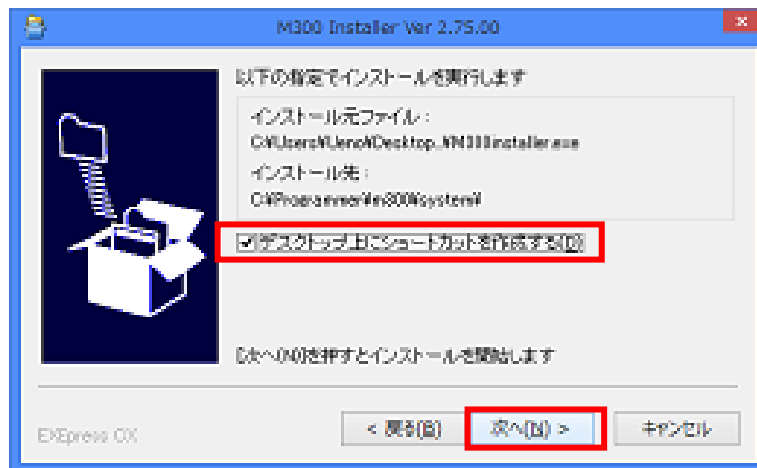 M300 Installer Ver 2.75.00
以下の指定でインストールを実行します
インストール元ファイル：
C:¥Users¥Ueno¥Desktop..¥M300installer.exe
インストール先：
C:¥Programmer¥m300¥system¥
デスクトップ上にショートカットを作成する(D)
[次へ(N)]を押すとインストールを開始します
EXEpress CX
< 戻る(B)
次へ(N) >
キャンセル